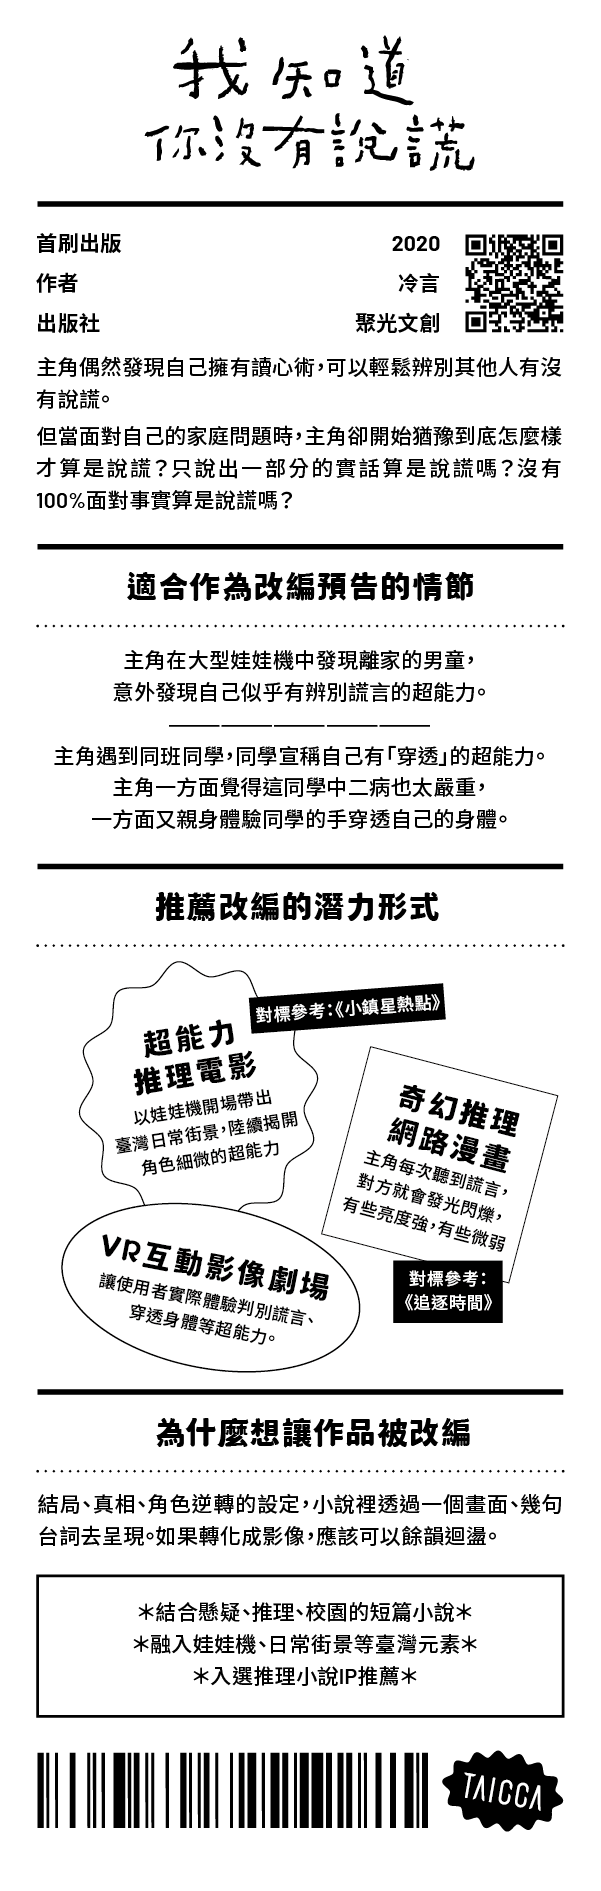 我知道
你沒有說謊
首刷出版 2020
作者 冷言
出版社 聚光文創
主角偶然發現自己擁有讀心術，可以輕鬆辨別其他人有沒
有說謊。
但當面對自己的家庭問題時，主角卻開始猶豫到底怎麼樣
才算是說謊？只說出一部分的實話算是說謊嗎？沒有
100%面對事實算是說謊嗎？
適合作為改編預告的情節
主角在大型娃娃機中發現離家的男童，
意外發現自己似乎有辨別謊言的超能力。
—————
主角遇到同班同學，同學宣稱自己有「穿透」的超能力。
主角一方面覺得這同學中二病也太嚴重，
一方面又親身體驗同學的手穿透自己的身體。
推薦改編的潛力形式
對標參考：《小鎮星熱點》
超能力
推理電影
以娃娃機開場帶出
臺灣日常街景，陸續揭開
角色細微的超能力
奇幻推理
網路漫畫
主角每次聽到謊言，
對方就會發光閃爍，
有些亮度強，有些微弱
對標參考：
《追逐時間》
VR互動影像劇場
讓使用者實際體驗判別謊言、
穿透身體等超能力。
為什麼想讓作品被改編
結局、真相、角色逆轉的設定，小說裡透過一個畫面、幾句
台詞去呈現。如果轉化成影像，應該可以餘韻迴盪。
＊結合懸疑、推理、校園的短篇小說＊
＊融入娃娃機、日常街景等臺灣元素＊
＊入選推理小說IP推薦＊
TAICCA